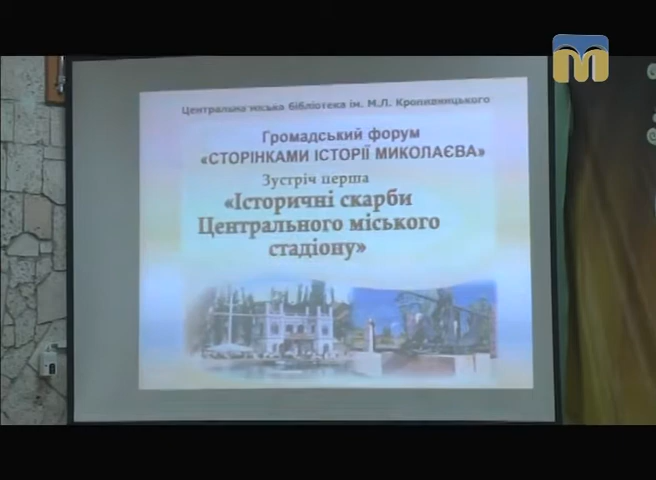 М
Центральна міська бібліотека ім. М.Л. Кропивницького
Громадський форум
«СТОРІНКАМИ ІСТОРІЇ МИКОЛАЄВА»
Зустріч перша
«Історичні скарби
Центрального міського
стадіону»